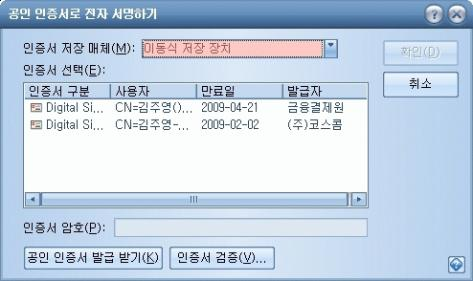 공인 인증서로 전자 서명하기
인증서 저장 매체(M): 이동식 저장 장치
확인(O)
인증서 선택(E):
취소
인증서 구분 사용자 만료일 발급자
Digital Si... CN=김주영()... 2009-04-21 금융결제원
Digital Si... CN=김주영-... 2009-02-02 (주)코스콤
인증서 암호(P):
공인 인증서 발급 받기(K) 인증서 검증(V)...